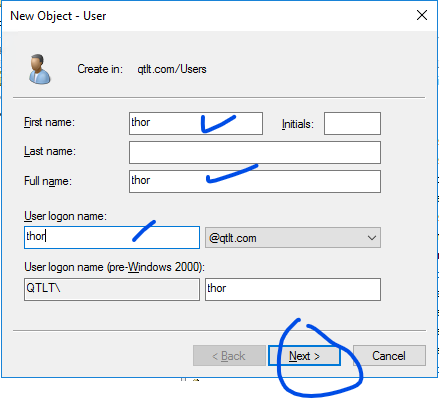 New Object - User
Create in: qtlt.com/Users
First name: thor Initials:
Last name:
Full name: thor
User logon name:
thor @qtlt.com
User logon name (pre-Windows 2000):
QTLT\ thor
< Back Next > Cancel